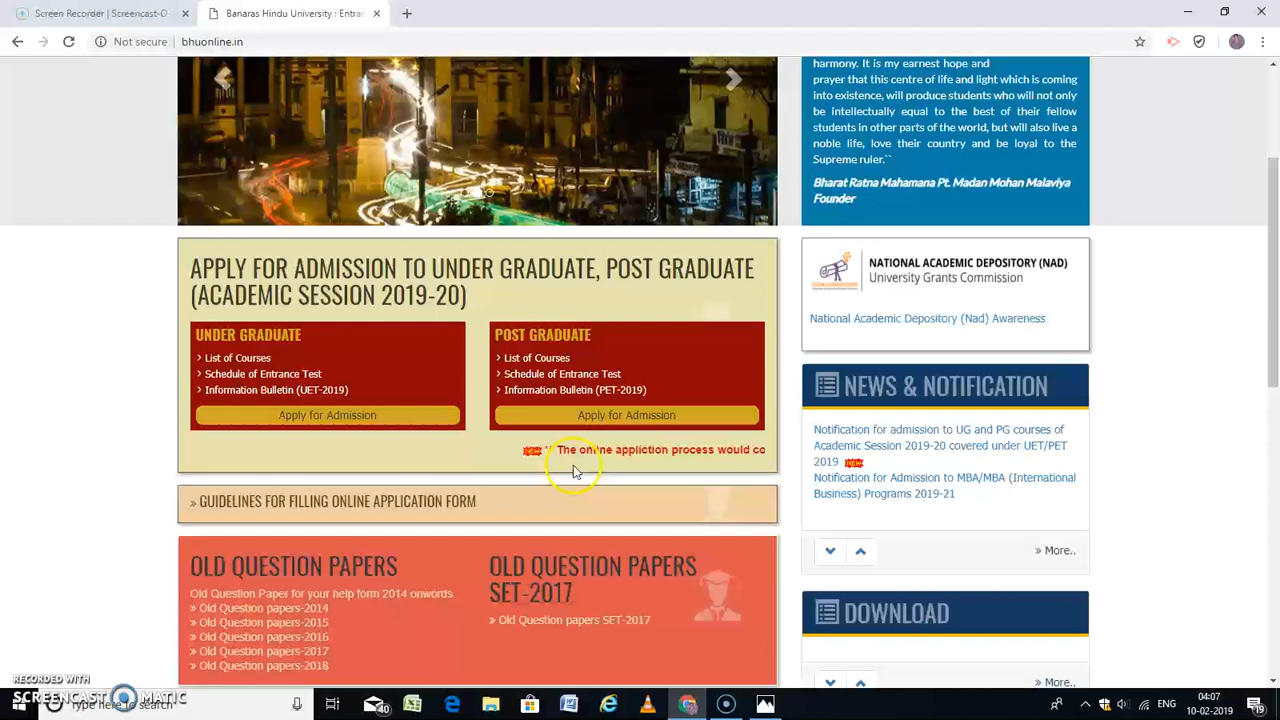 Screen Recorder | Screencast-O
Banaras Hindu University : Entran
Not secure | bhuonline.in
harmony. It is my earnest hope and
prayer that this centre of life and light which is coming
into existence, will produce students who will not only
be intellectually equal to the best of their fellow
students in other parts of the world, but will also live a
noble life, love their country and be loyal to the
Supreme ruler.``
Bharat Ratna Mahamana Pt. Madan Mohan Malaviya
Founder
APPLY FOR ADMISSION TO UNDER GRADUATE, POST GRADUATE
(ACADEMIC SESSION 2019-20)
UNDER GRADUATE
› List of Courses
› Schedule of Entrance Test
› Information Bulletin (UET-2019)
Apply for Admission
POST GRADUATE
› List of Courses
› Schedule of Entrance Test
› Information Bulletin (PET-2019)
Apply for Admission
NEW ** The online appliction process would co
» GUIDELINES FOR FILLING ONLINE APPLICATION FORM
OLD QUESTION PAPERS
Old Question Paper for your help form 2014 onwords.
» Old Question papers-2014
» Old Question papers-2015
» Old Question papers-2016
» Old Question papers-2017
» Old Question papers-2018
OLD QUESTION PAPERS
SET-2017
» Old Question papers SET-2017
NATIONAL ACADEMIC DEPOSITORY (NAD)
University Grants Commission
National Academic Depository (Nad) Awareness
NEWS & NOTIFICATION
Notification for admission to UG and PG courses of
Academic Session 2019-20 covered under UET/PET
2019 NEW
Notification for Admission to MBA/MBA (International
Business) Programs 2019-21
» More..
DOWNLOAD
» More..
RECORDED WITH
SCREENCAST MATIC
Type here to search
40
ENG
04:07
10-02-2019